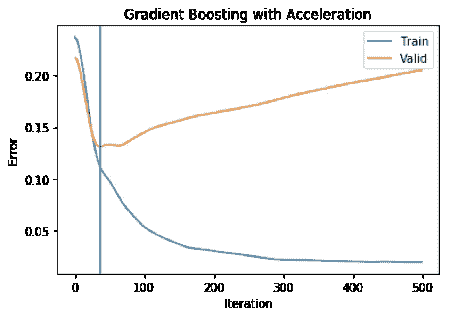 Gradient Boosting with Acceleration
Train
Valid
Error
0.20
0.15
0.10
0.05
0 100 200 300 400 500
Iteration